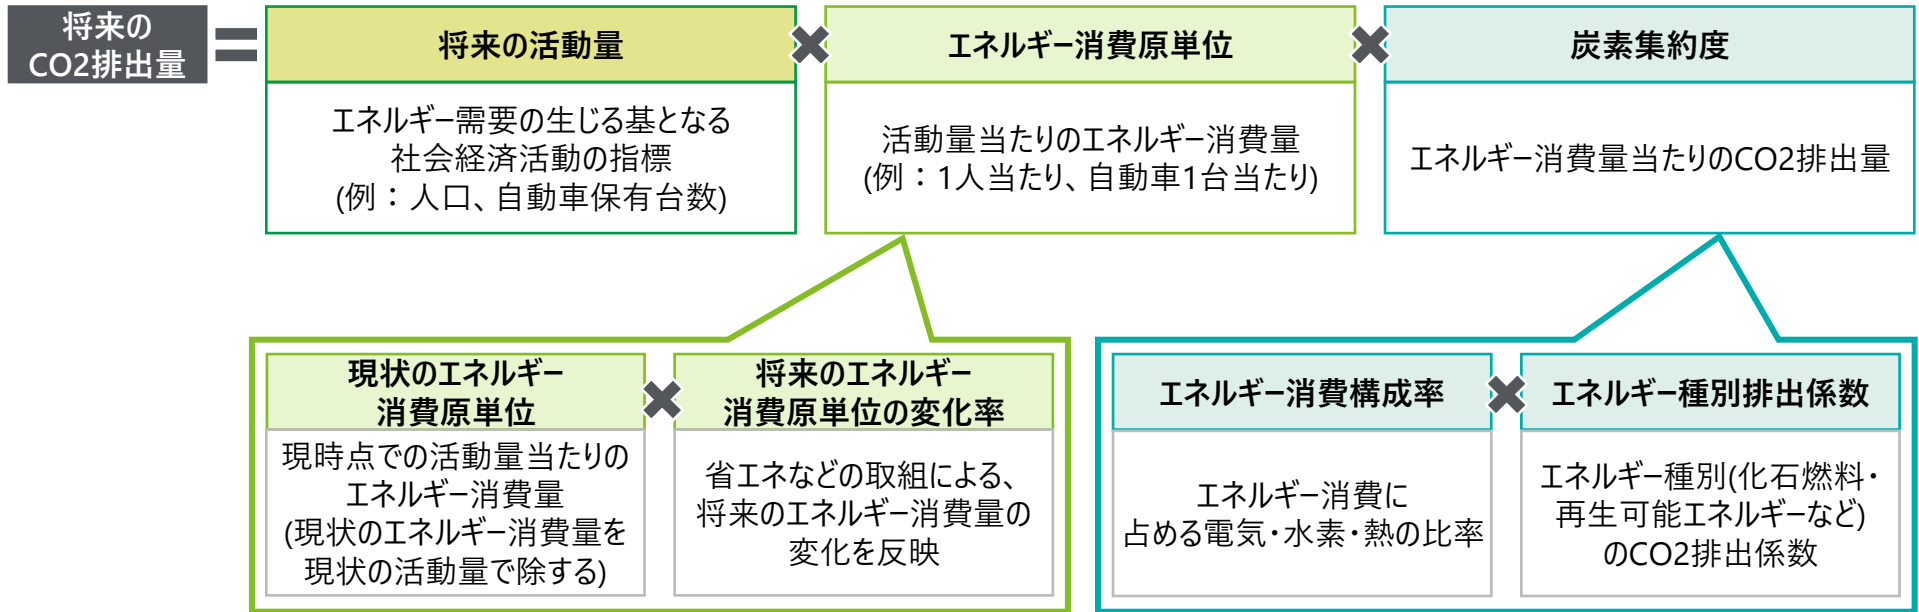 将来の
CO2排出量
=
将来の活動量
×
エネルギー消費原単位
×
炭素集約度
エネルギー需要の生じる基となる
社会経済活動の指標
(例：人口、自動車保有台数)
活動量当たりのエネルギー消費量
(例：1人当たり、自動車1台当たり)
エネルギー消費量当たりのCO2排出量
現状のエネルギー
消費原単位
×
将来のエネルギー
消費原単位の変化率
現時点での活動量当たりの
エネルギー消費量
(現状のエネルギー消費量を
現状の活動量で除する)
省エネなどの取組による、
将来のエネルギー消費量の
変化を反映
エネルギー消費構成率
×
エネルギー種別排出係数
エネルギー消費に
占める電気・水素・熱の比率
エネルギー種別(化石燃料・
再生可能エネルギーなど)
のCO2排出係数